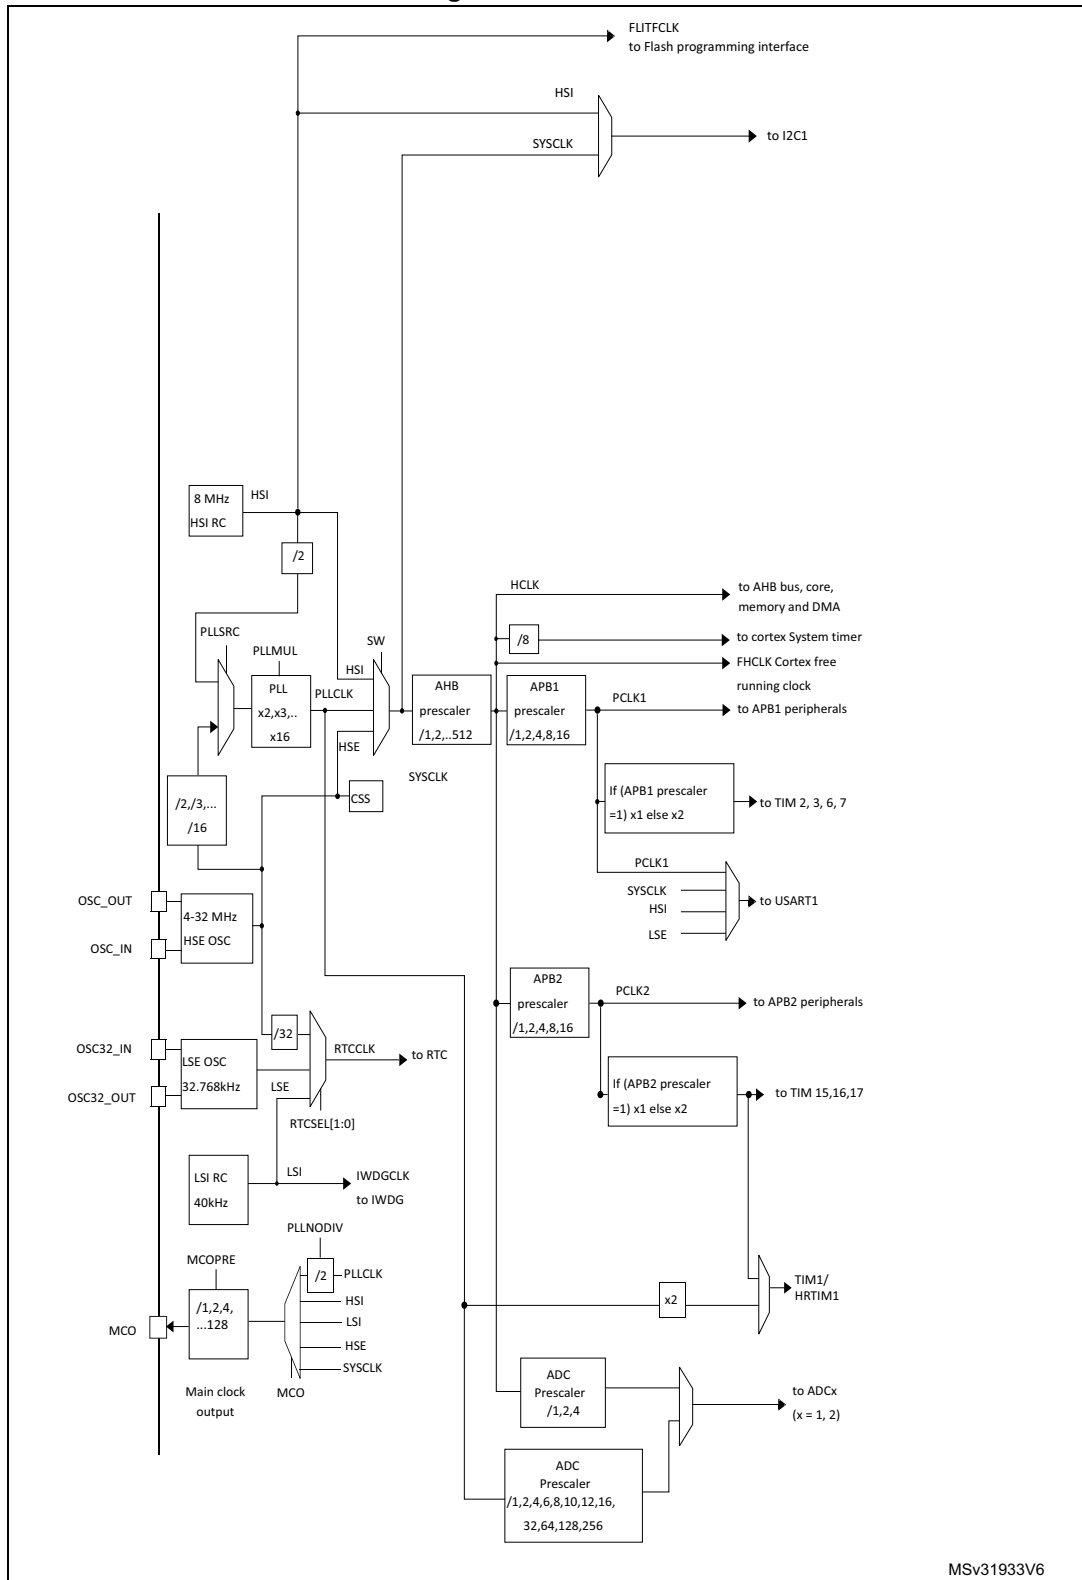 FLITFCLK
to Flash programming interface
HSI
to I2C1
SYSCLK
8 MHz
HSI RC
HSI
/2
HCLK
to AHB bus, core,
memory and DMA
/8
to cortex System timer
FHCLK Cortex free
running clock
PLLSRC
PLLMUL
SW
PLL
x2,x3,..
x16
PLLCLK
HSI
HSE
AHB
prescaler
/1,2,..512
APB1
prescaler
/1,2,4,8,16
PCLK1
to APB1 peripherals
SYSCLK
CSS
/2,/3,...
/16
If (APB1 prescaler
=1) x1 else x2
to TIM 2, 3, 6, 7
PCLK1
SYSCLK
HSI
LSE
to USART1
OSC_OUT
OSC_IN
4-32 MHz
HSE OSC
APB2
prescaler
/1,2,4,8,16
PCLK2
to APB2 peripherals
/32
OSC32_IN
OSC32_OUT
LSE OSC
32.768kHz
LSE
RTCCLK
to RTC
RTCSEL[1:0]
If (APB2 prescaler
=1) x1 else x2
to TIM 15,16,17
LSI RC
40kHz
LSI
IWDGCLK
to IWDG
PLLNODIV
MCOPRE
/2
PLLCLK
HSI
LSI
HSE
SYSCLK
/1,2,4,
...128
MCO
MCO
Main clock
output
x2
TIM1/
HRTIM1
ADC
Prescaler
/1,2,4
to ADCx
(x = 1, 2)
ADC
Prescaler
/1,2,4,6,8,10,12,16,
32,64,128,256
MSv31933V6